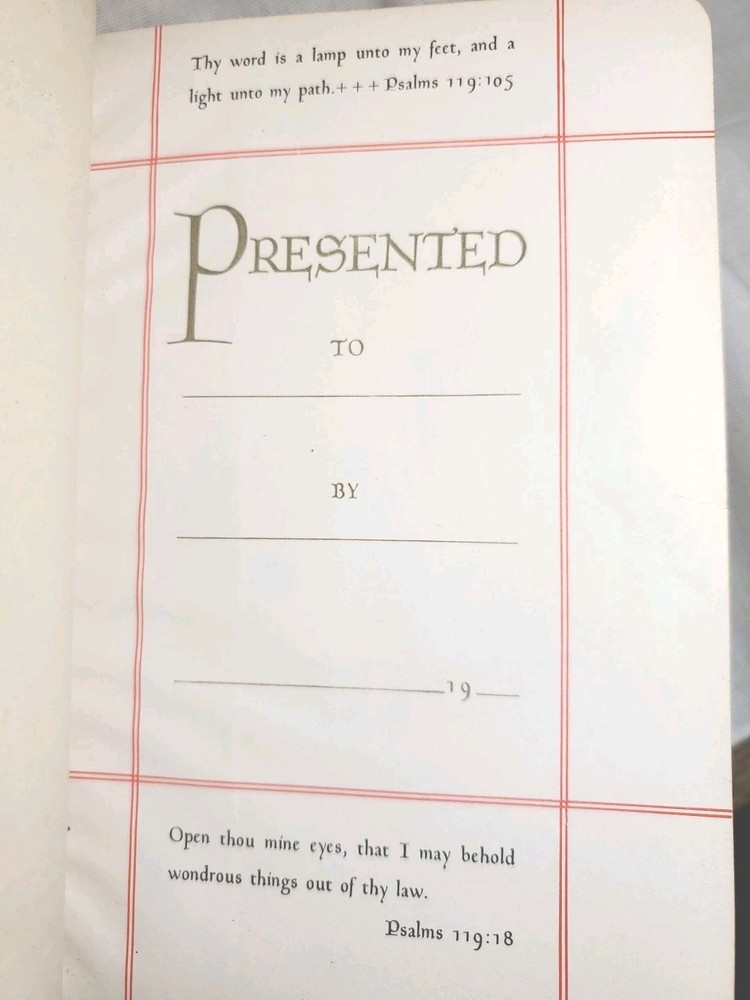 Thy word is a lamp unto my feet, and a
light unto my path.+ + + Psalms 119:105
PRESENTED
TO
BY
19
Open thou mine eyes, that I may behold
wondrous things out of thy law.
Psalms 119:18